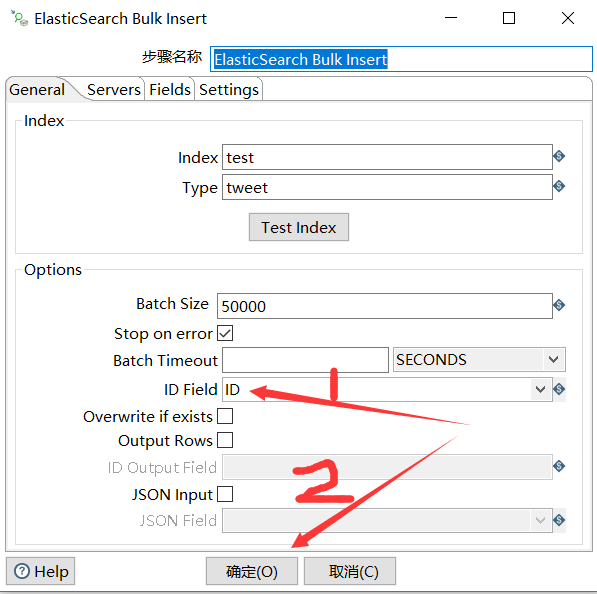 ElasticSearch Bulk Insert
步骤名称 ElasticSearch Bulk Insert
General Servers Fields Settings
Index
Index test
Type tweet
Test Index
Options
Batch Size 50000
Stop on error
Batch Timeout SECONDS
ID Field ID
1
Overwrite if exists
Output Rows
ID Output Field
2
JSON Input
JSON Field
Help 确定(O) 取消(C)